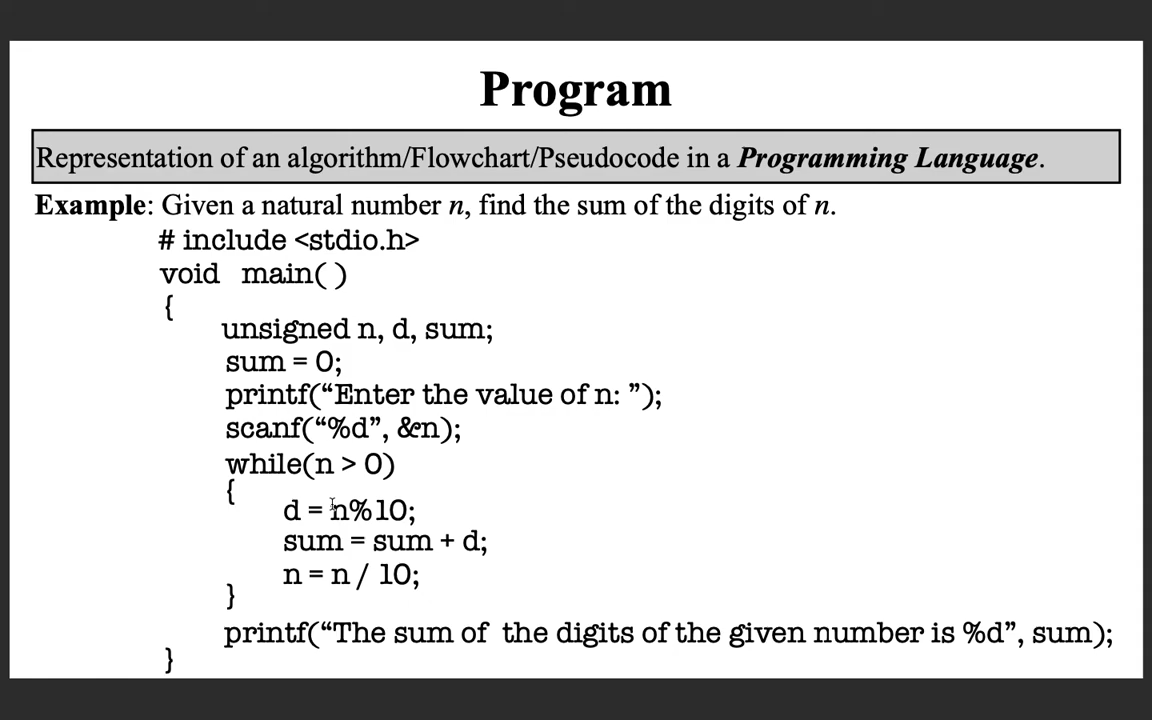 Program
Representation of an algorithm/Flowchart/Pseudocode in a Programming Language.
Example: Given a natural number n, find the sum of the digits of n.
# include <stdio.h>
void main( )
{
unsigned n, d, sum;
sum = 0;
printf(“Enter the value of n: ”);
scanf(“%d”, &n);
while(n > 0)
{
d = n%10;
sum = sum + d;
n = n / 10;
}
printf(“The sum of the digits of the given number is %d”, sum);
}